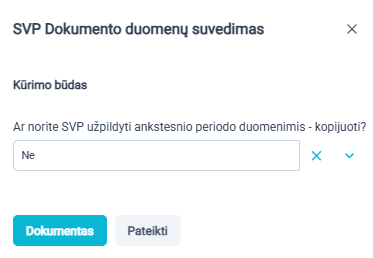 SVP Dokumento duomenų suvedimas
Kūrimo būdas
Ar norite SVP užpildyti ankstesnio periodo duomenimis - kopijuoti?
Ne
Dokumentas
Pateikti